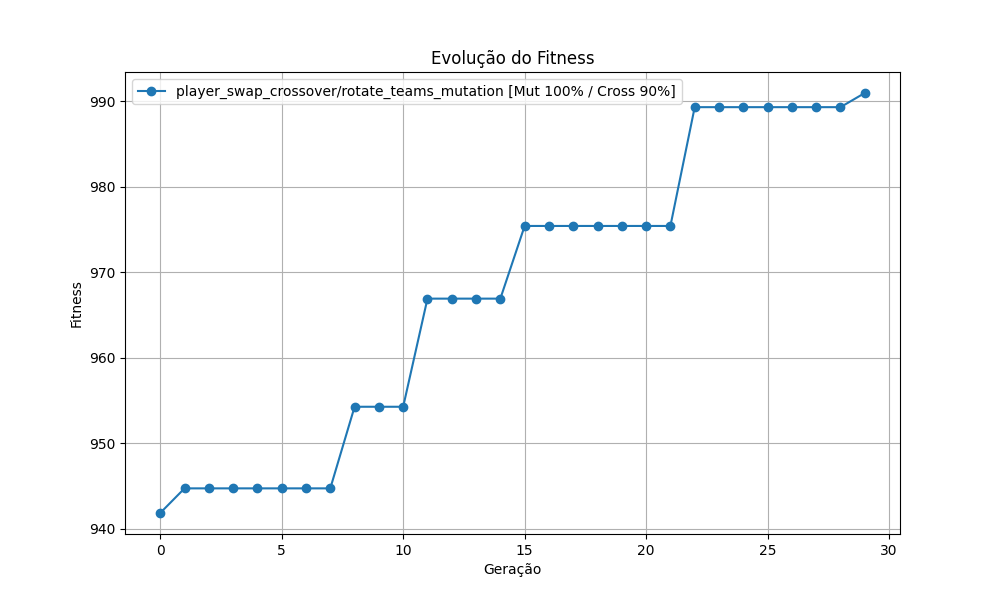 Evolução do Fitness
player_swap_crossover/rotate_teams_mutation [Mut 100% / Cross 90%]
990
980
970
960
950
940
Fitness
0 5 10 15 20 25 30
Geração